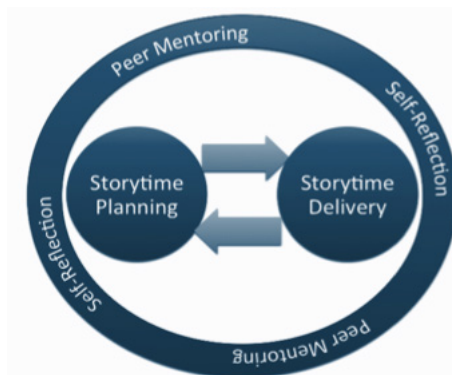 Peer Mentoring
Self-Reflection
Storytime
Planning
Storytime
Delivery
Self-Reflection
Peer Mentoring